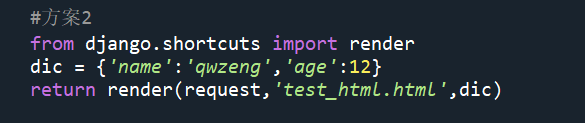 #方案2
from django.shortcuts import render
dic = {'name':'qwzeng','age':12}
return render(request,'test_html.html',dic)